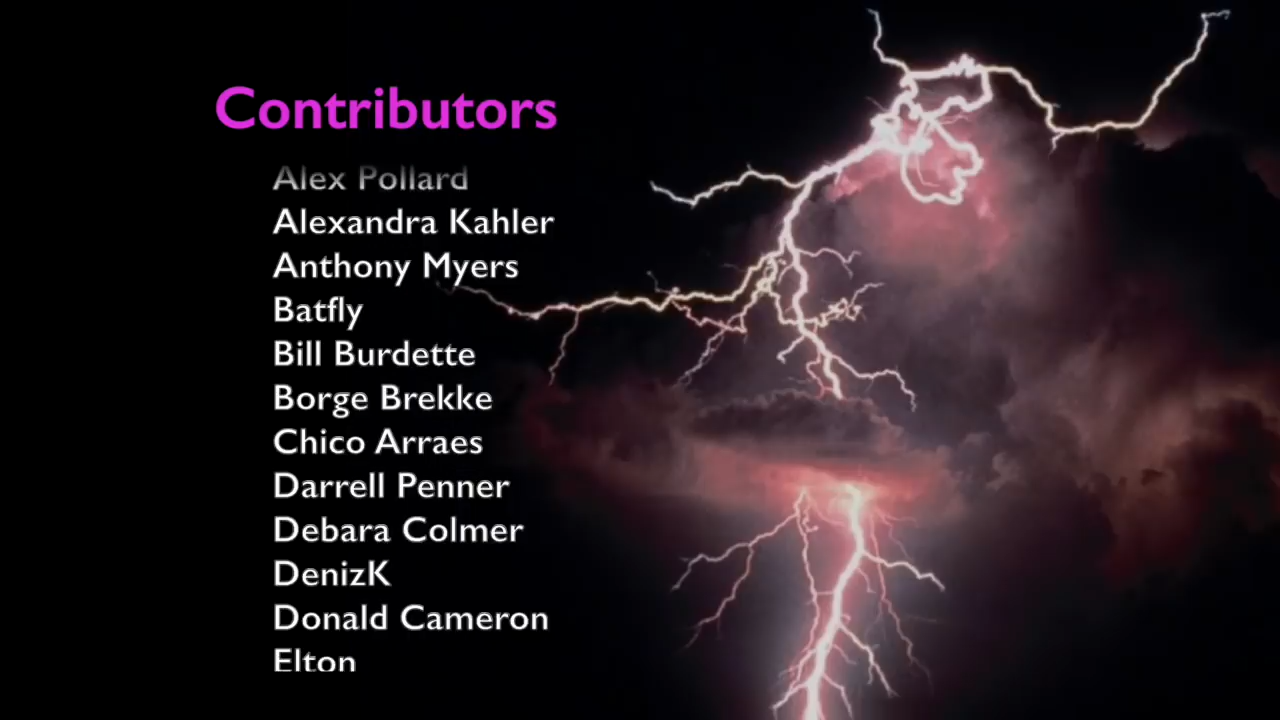 Contributors
Alex Pollard
Alexandra Kahler
Anthony Myers
Batfly
Bill Burdette
Borge Brekke
Chico Arraes
Darrell Penner
Debara Colmer
DenizK
Donald Cameron
Elton